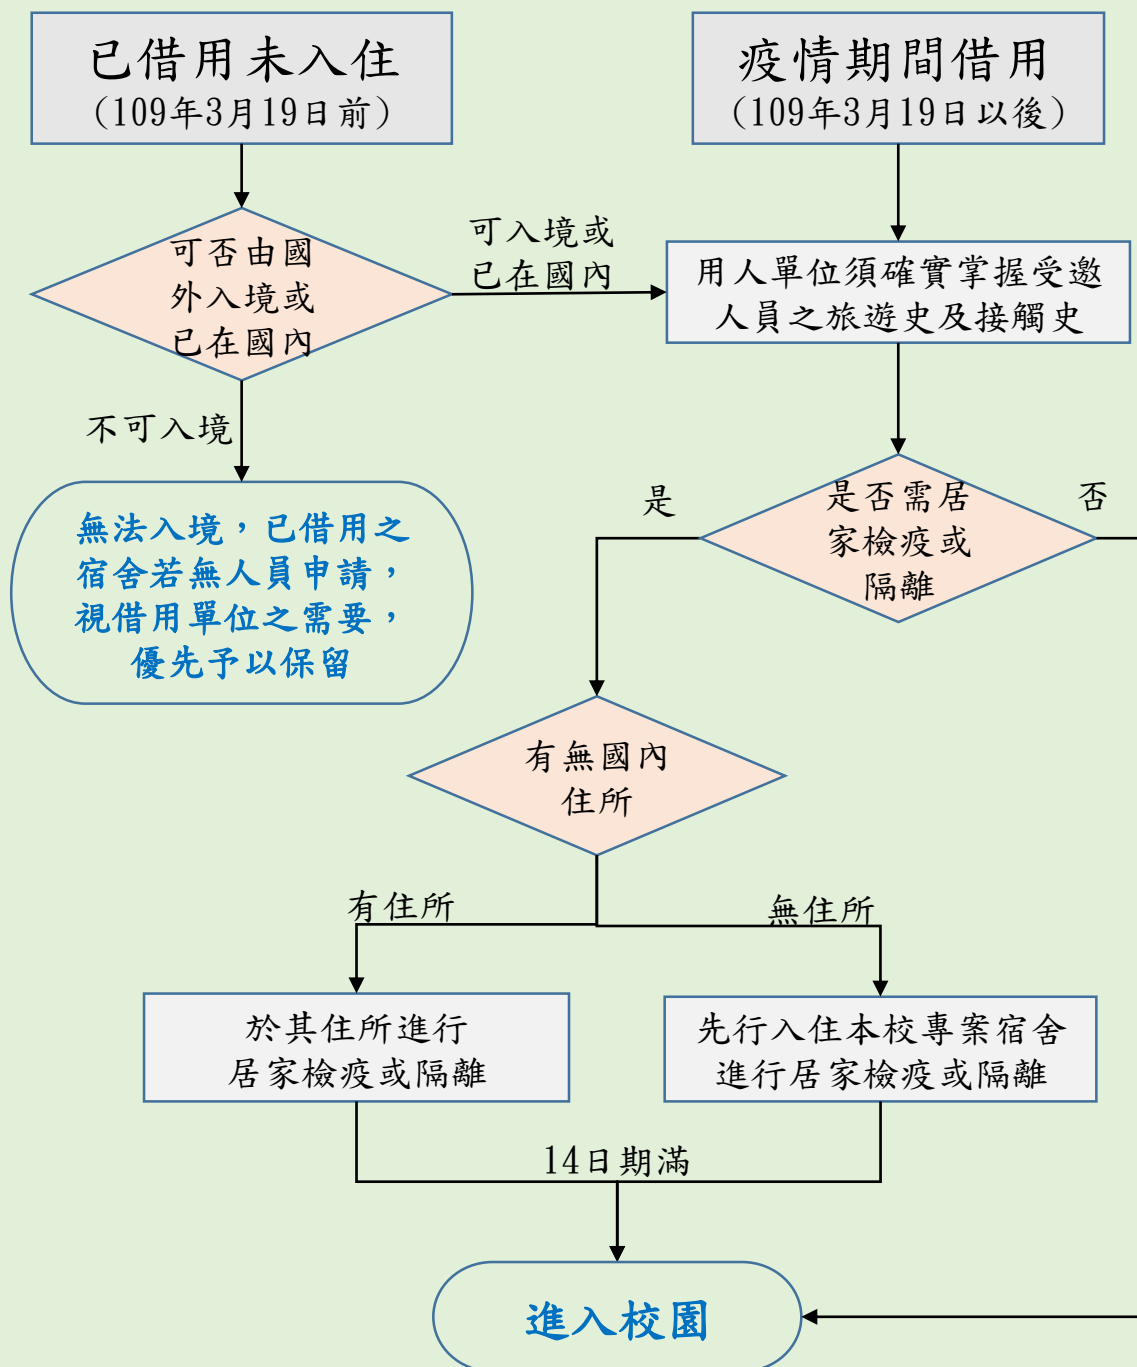 已借用未入住
(109年3月19日前)
疫情期間借用
(109年3月19日以後)
可否由國
外入境或
已在國內
可入境或
已在國內
用人單位須確實掌握受邀
人員之旅遊史及接觸史
不可入境
無法入境，已借用之
宿舍若無人員申請，
視借用單位之需要，
優先予以保留
是
是否需居
家檢疫或
隔離
否
有無國內
住所
有住所
無住所
於其住所進行
居家檢疫或隔離
先行入住本校專案宿舍
進行居家檢疫或隔離
14日期滿
進入校園